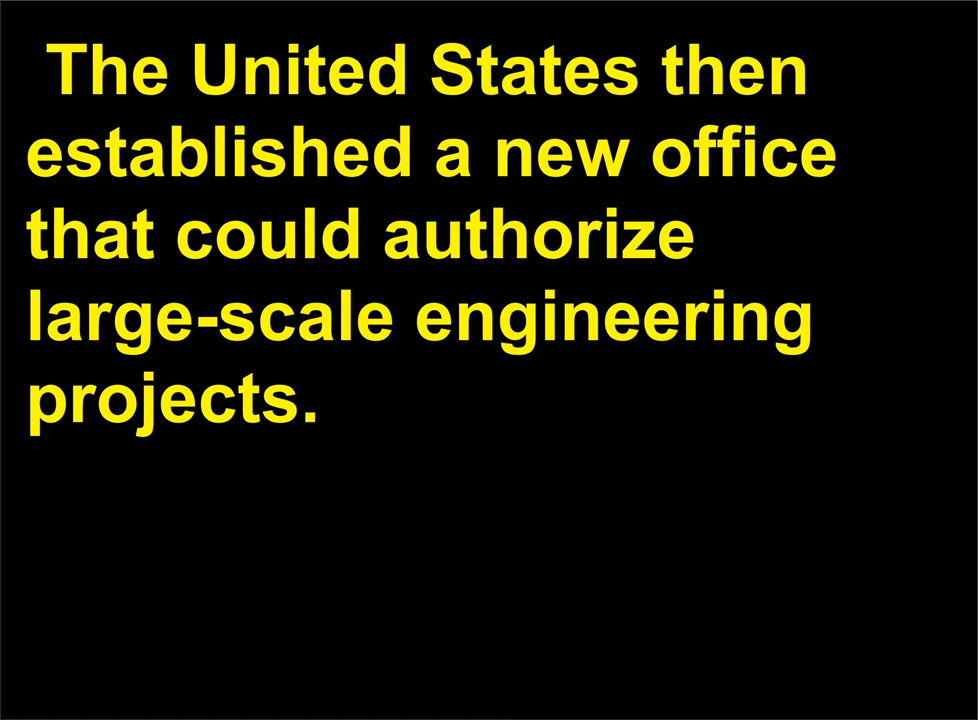 The United States then
established a new office
that could authorize
large-scale engineering
projects.